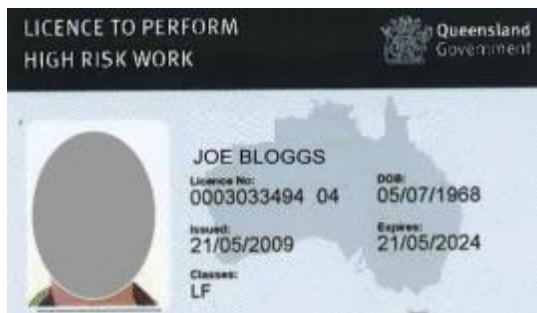 LICENCE TO PERFORM
HIGH RISK WORK
Queensland
Government
JOE BLOGGS
Licence No:
0003033494 04
DOB:
05/07/1968
Issued:
21/05/2009
Expires:
21/05/2024
Classes:
LF